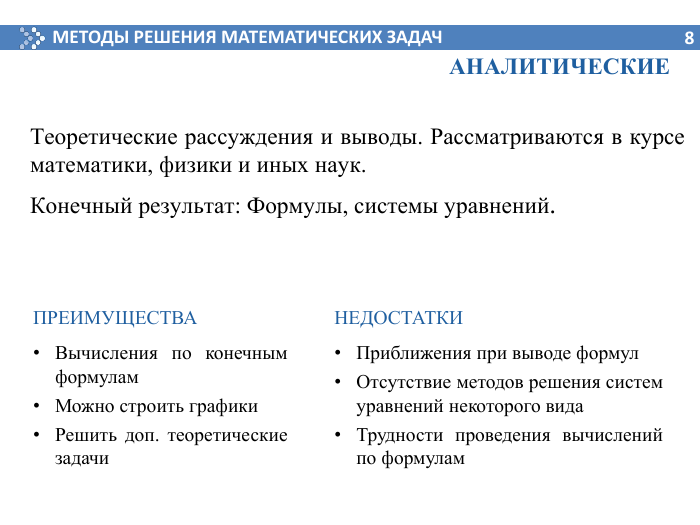 МЕТОДЫ РЕШЕНИЯ МАТЕМАТИЧЕСКИХ ЗАДАЧ 8
АНАЛИТИЧЕСКИЕ
Теоретические рассуждения и выводы. Рассматриваются в курсе
математики, физики и иных наук.
Конечный результат: Формулы, системы уравнений.
ПРЕИМУЩЕСТВА
• Вычисления по конечным
формулам
• Можно строить графики
• Решить доп. теоретические
задачи
НЕДОСТАТКИ
• Приближения при выводе формул
• Отсутствие методов решения систем
уравнений некоторого вида
• Трудности проведения вычислений
по формулам